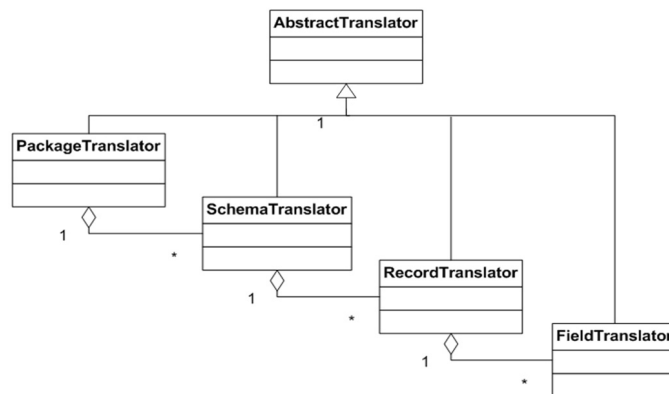 AbstractTranslator
1
PackageTranslator
SchemaTranslator
1
*
RecordTranslator
1
*
FieldTranslator
1
*